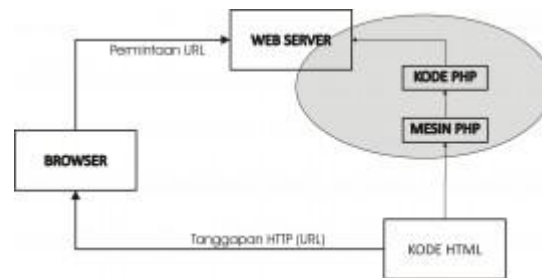 WEB SERVER
Permintaan URL
KODE PHP
MESIN PHP
BROWSER
Tanggapan HTTP (URL)
KODE HTML